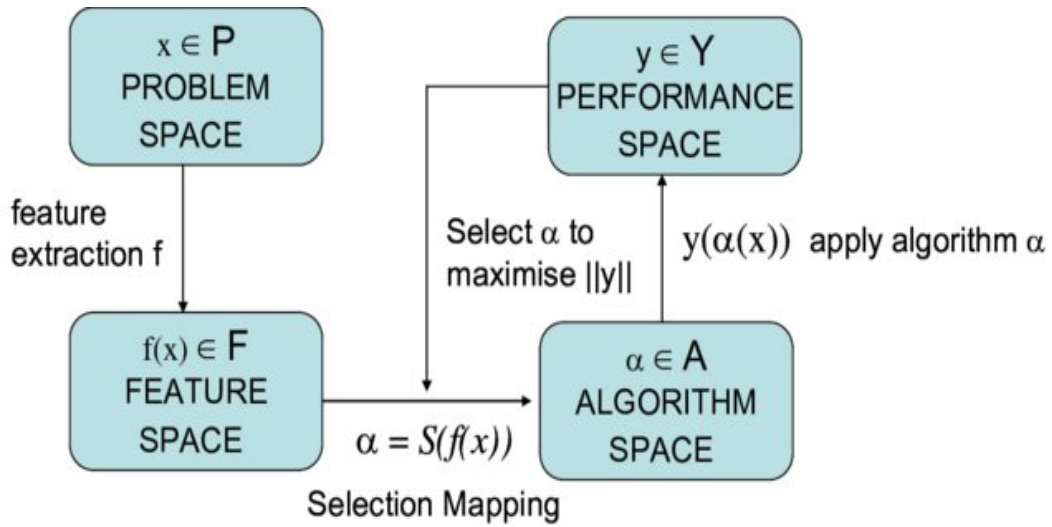 x ∈ P
PROBLEM
SPACE
y ∈ Y
PERFORMANCE
SPACE
feature
extraction f
Select α to
maximise ||y||
y(α(x)) apply algorithm α
f(x) ∈ F
FEATURE
SPACE
α = S(f(x))
Selection Mapping
α ∈ A
ALGORITHM
SPACE